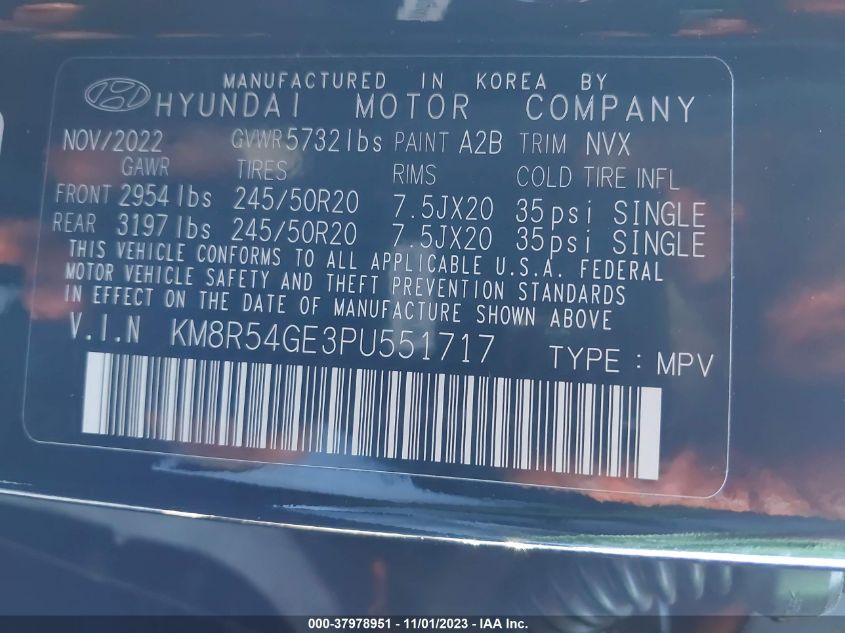 MANUFACTURED IN KOREA BY
HYUNDAI MOTOR COMPANY
NOV/2022 GVWR 5732lbs PAINT A2B TRIM NVX
GAWR TIRES RIMS COLD TIRE INFL
FRONT 2954 lbs 245/50R20 7.5JX20 35psi SINGLE
REAR 3197 lbs 245/50R20 7.5JX20 35psi SINGLE
THIS VEHICLE CONFORMS TO ALL APPLICABLE U.S.A. FEDERAL
MOTOR VEHICLE SAFETY AND THEFT PREVENTION STANDARDS
IN EFFECT ON THE DATE OF MANUFACTURE SHOWN ABOVE
V.I.N KM8R54GE3PU551717 TYPE : MPV
000-37978951 - 11/01/2023 - IAA Inc.